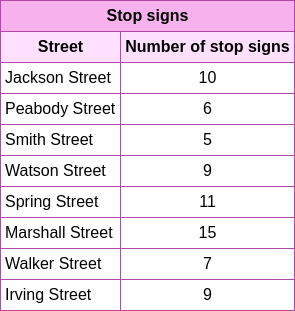 Stop signs
Street Number of stop signs
Jackson Street 10
Peabody Street 6
Smith Street 5
Watson Street 9
Spring Street 11
Marshall Street 15
Walker Street 7
Irving Street 9